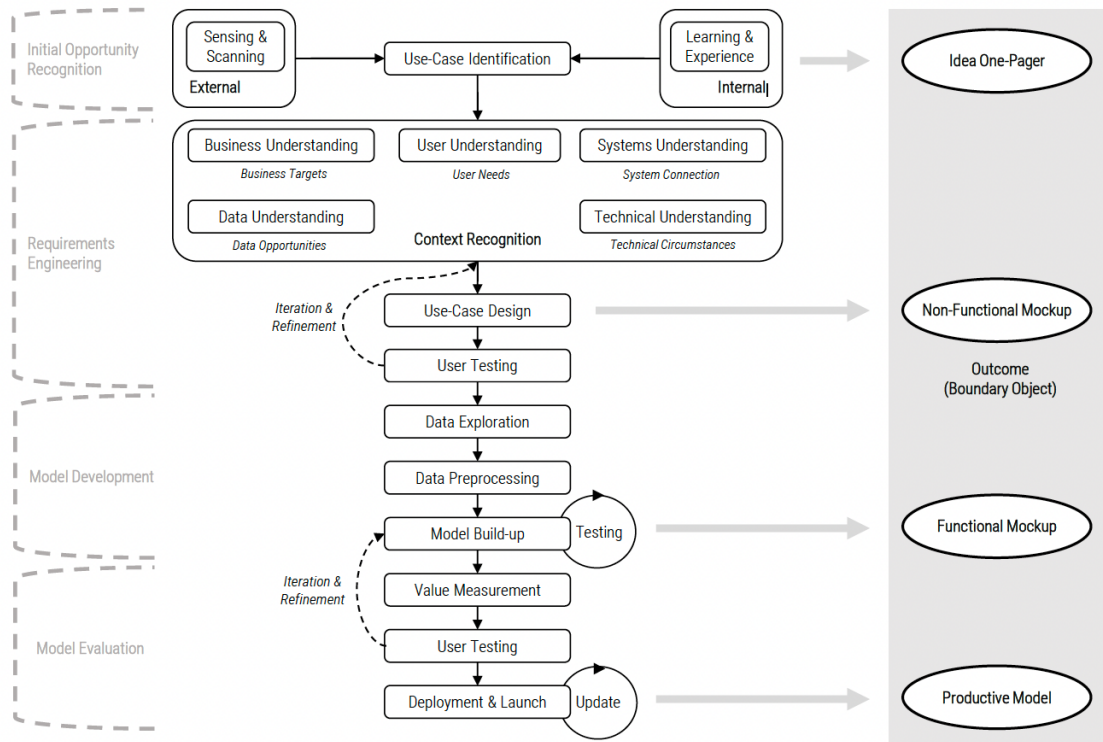 Initial Opportunity
Recognition
Sensing &
Scanning
External
Use-Case Identification
Learning &
Experience
Internal
Idea One-Pager
Requirements
Engineering
Business Understanding
Business Targets
User Understanding
User Needs
Systems Understanding
System Connection
Data Understanding
Data Opportunities
Context Recognition
Technical Understanding
Technical Circumstances
Iteration &
Refinement
Use-Case Design
Non-Functional Mockup
User Testing
Outcome
(Boundary Object)
Model Development
Data Exploration
Data Preprocessing
Model Build-up
Testing
Functional Mockup
Model Evaluation
Iteration &
Refinement
Value Measurement
User Testing
Deployment & Launch
Update
Productive Model